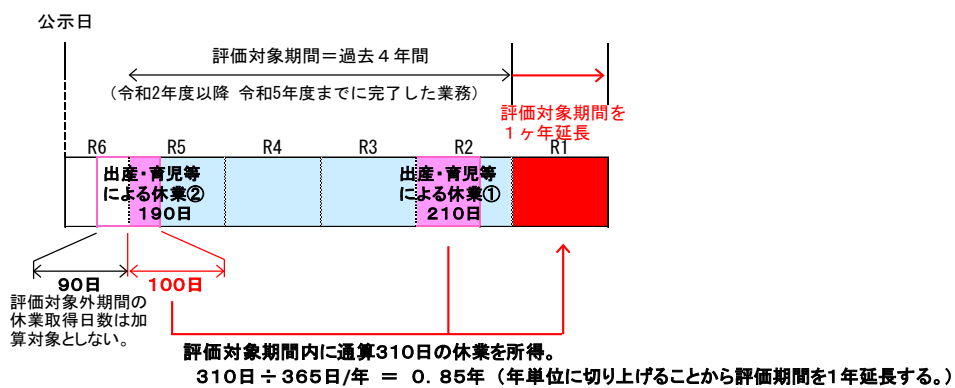 公示日
評価対象期間＝過去４年間
（令和2年度以降 令和5年度までに完了した業務）
評価対象期間を
１ヶ年延長
R6 R5 R4 R3 R2 R1
出産・育児等
による休業②
190日
出産・育児等
による休業①
210日
90日
100日
評価対象外期間の
休業取得日数は加
算対象としない。
評価対象期間内に通算310日の休業を所得。
310日÷365日/年 ＝ 0．85年（年単位に切り上げることから評価期間を1年延長する。）